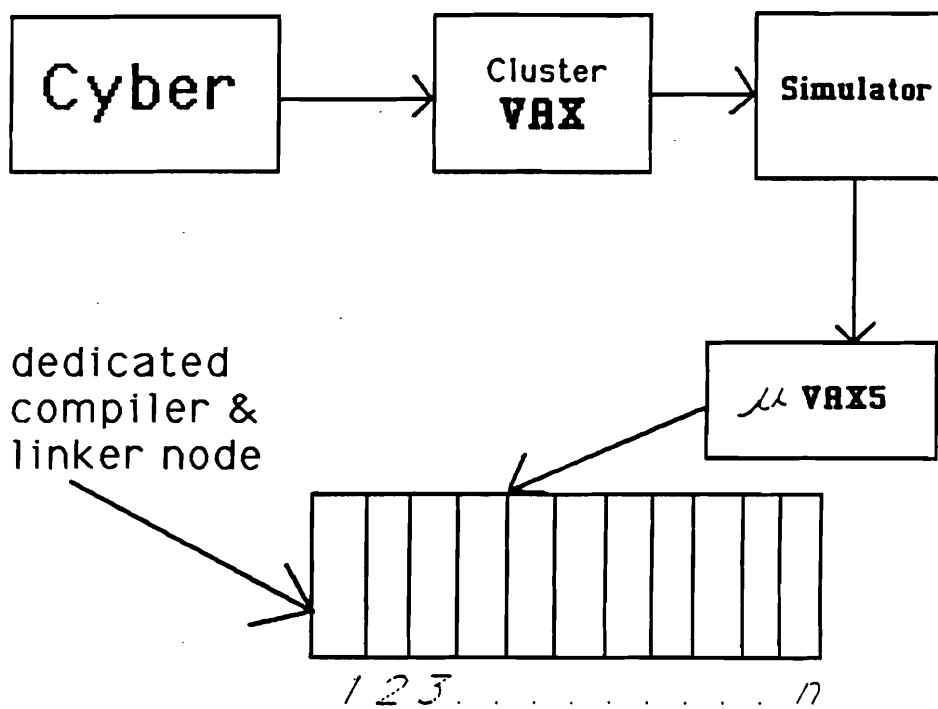 Cyber
Cluster
VAX
Simulator
μ VAX5
dedicated
compiler &
linker node
1 2 3 . . . . . . . . . . n